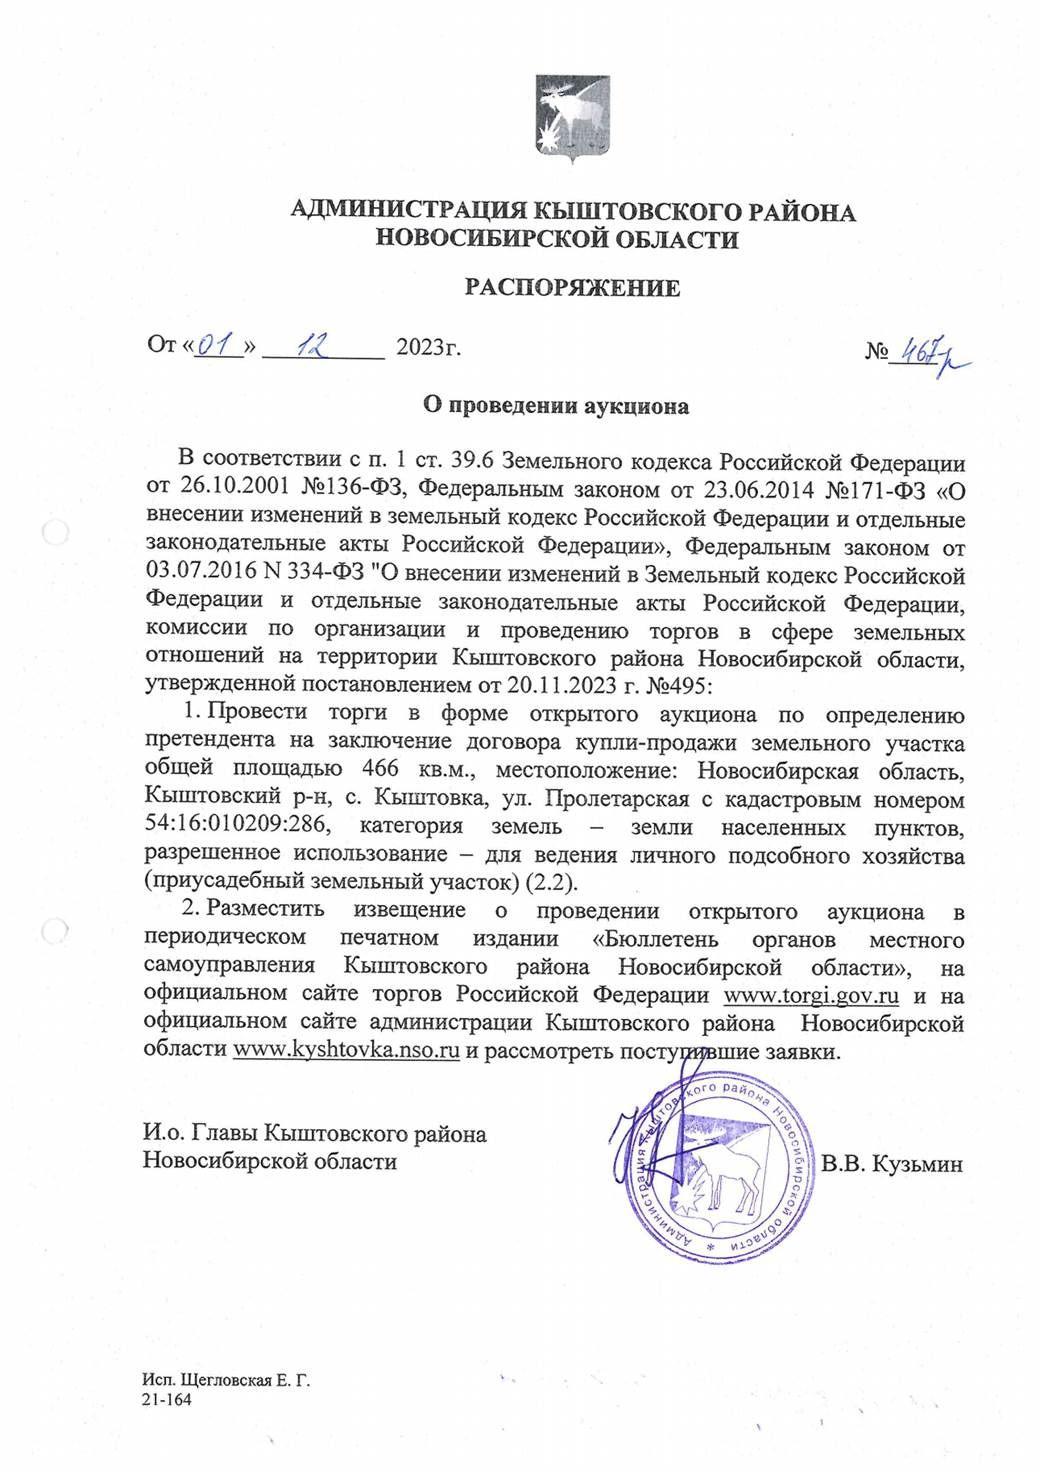 АДМИНИСТРАЦИЯ КЫШТОВСКОГО РАЙОНА
НОВОСИБИРСКОЙ ОБЛАСТИ
РАСПОРЯЖЕНИЕ
От «01» 12 2023г. № 467р
О проведении аукциона
В соответствии с п. 1 ст. 39.6 Земельного кодекса Российской Федерации
от 26.10.2001 №136-ФЗ, Федеральным законом от 23.06.2014 №171-ФЗ «О
внесении изменений в земельный кодекс Российской Федерации и отдельные
законодательные акты Российской Федерации», Федеральным законом от
03.07.2016 N 334-ФЗ "О внесении изменений в Земельный кодекс Российской
Федерации и отдельные законодательные акты Российской Федерации,
комиссии по организации и проведению торгов в сфере земельных
отношений на территории Кыштовского района Новосибирской области,
утвержденной постановлением от 20.11.2023 г. №495:
1. Провести торги в форме открытого аукциона по определению
претендента на заключение договора купли-продажи земельного участка
общей площадью 466 кв.м., местоположение: Новосибирская область,
Кыштовский р-н, с. Кыштовка, ул. Пролетарская с кадастровым номером
54:16:010209:286, категория земель – земли населенных пунктов,
разрешенное использование – для ведения личного подсобного хозяйства
(приусадебный земельный участок) (2.2).
2. Разместить извещение о проведении открытого аукциона в
периодическом печатном издании «Бюллетень органов местного
самоуправления Кыштовского района Новосибирской области», на
официальном сайте торгов Российской Федерации www.torgi.gov.ru и на
официальном сайте администрации Кыштовского района Новосибирской
области www.kyshtovka.nso.ru и рассмотреть поступившие заявки.
И.о. Главы Кыштовского района
Новосибирской области В.В. Кузьмин
Администрация Кыштовского района Новосибирской области *
Исп. Щегловская Е. Г.
21-164